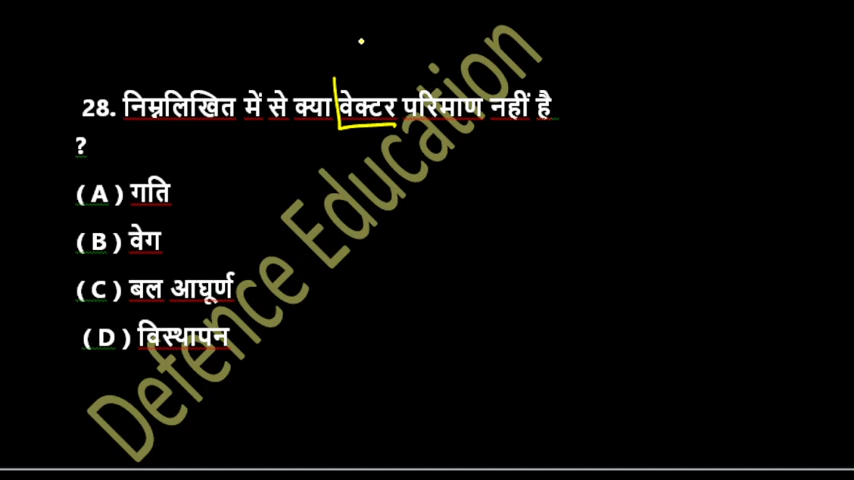 28. निम्नलिखित में से क्या वेक्टर परिमाण नहीं है
?
( A ) गति
( B ) वेग
( C ) बल आघूर्ण
( D ) विस्थापन
Defence Education